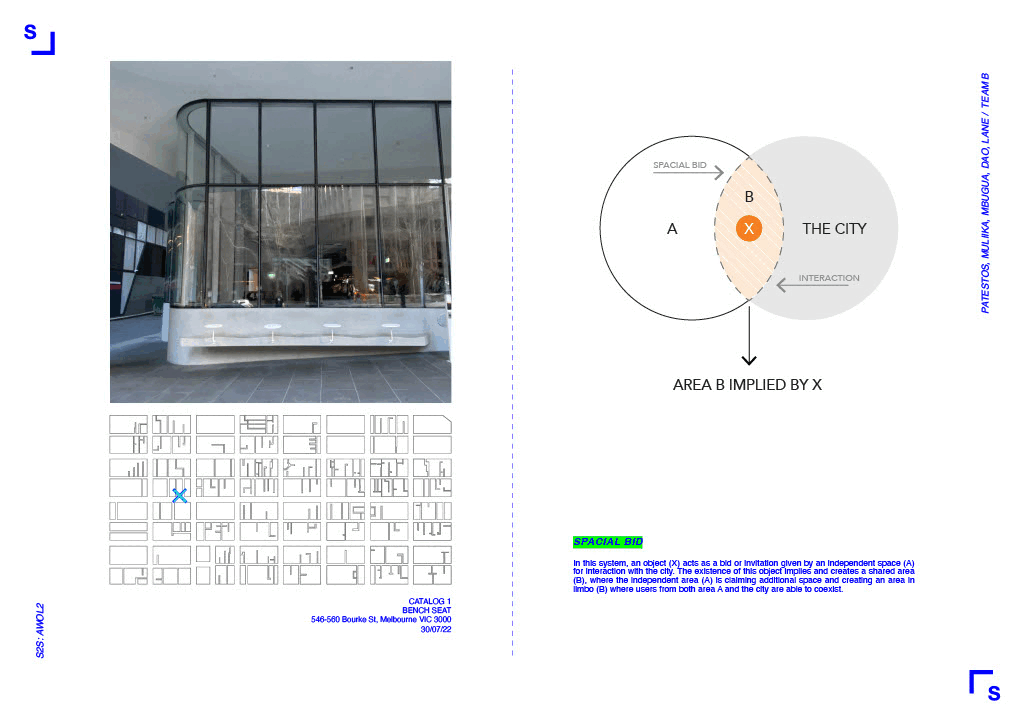 S
CATALOG 1
BENCH SEAT
546-560 Bourke St, Melbourne VIC 3000
30/07/22
S2S: AWOL2
PATESTOS, MULIIKA, MBUGUA, DAO, LANE / TEAM B
SPACIAL BID
B
A
X
THE CITY
INTERACTION
AREA B IMPLIED BY X
SPACIAL BID
In this system, an object (X) acts as a bid or invitation given by an independent space (A)
for interaction with the city. The existence of this object implies and creates a shared area
(B), where the independent area (A) is claiming additional space and creating an area in
limbo (B) where users from both area A and the city are able to coexist.
S